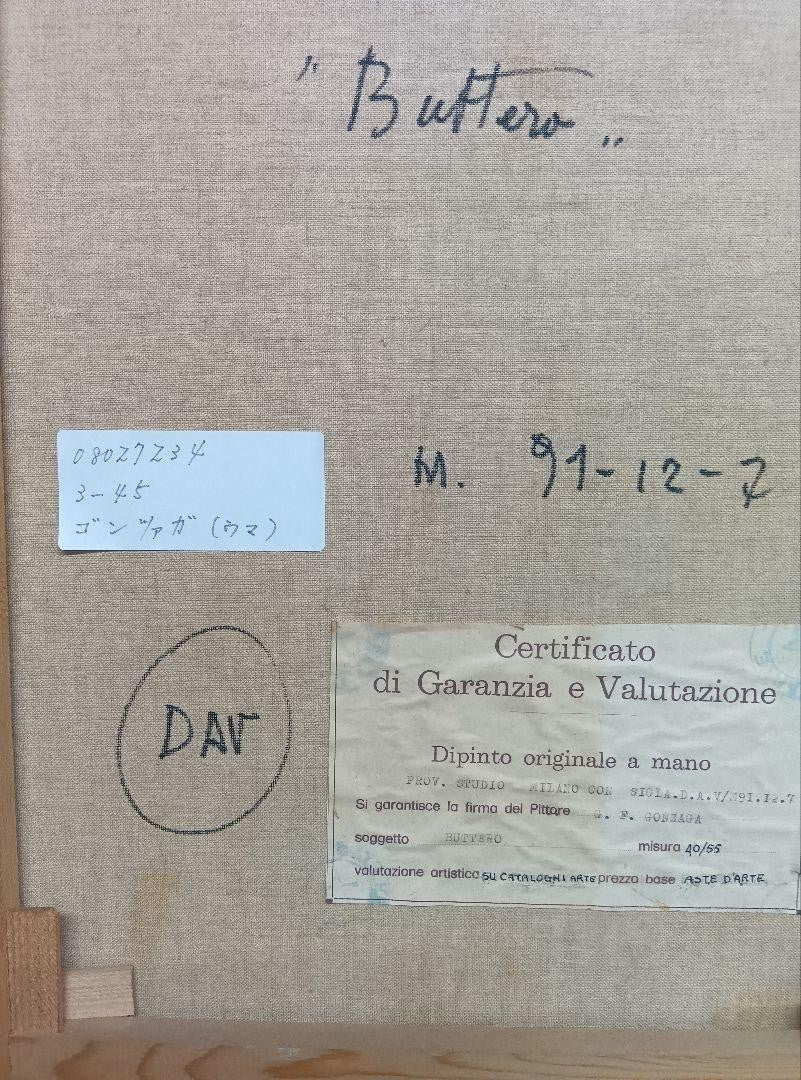 " Buttero "
08027234
3-45
ゴンツァガ (ウマ)
M. 91-12-7
DAV
Certificato
di Garanzia e Valutazione
Dipinto originale a mano
PROV. STUDIO MILANO CON SIGLA.D.A.V/M91.12.7
Si garantisce la firma del Pittore G. F. GONZAGA
soggetto BUTTERO misura 40/55
valutazione artistica SU CATALOGHI ARTE prezzo base ASTE D'ARTE